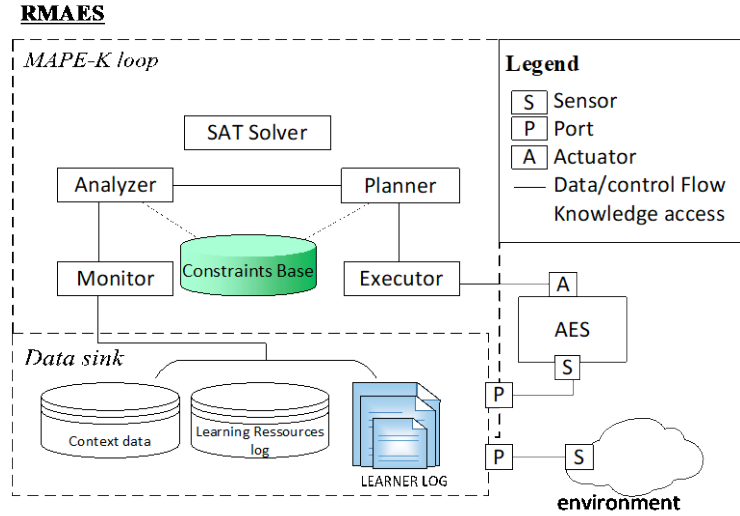 RMAES
MAPE-K loop
Legend
S Sensor
P Port
A Actuator
Data/control Flow
Knowledge access
SAT Solver
Analyzer
Planner
Constraints Base
Monitor
Executor
A
AES
S
Data sink
P
Context data
Learning Ressources
log
LEARNER LOG
P
S
environment